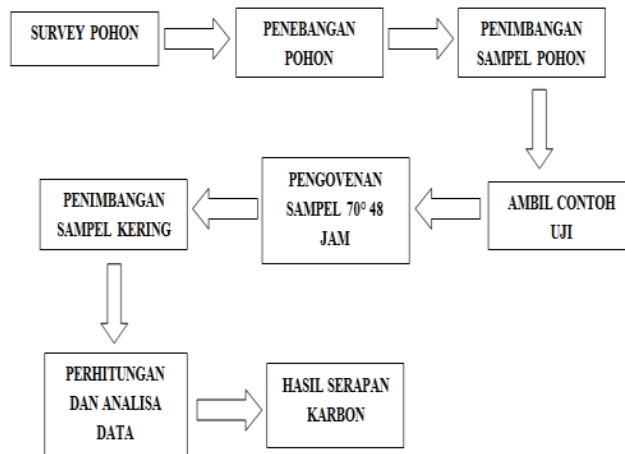 SURVEY POHON
PENEBANGAN
POHON
PENIMBANGAN
SAMPEL POHON
AMBIL CONTOH
UJI
PENGOVENAN
SAMPEL 70° 48
JAM
PENIMBANGAN
SAMPEL KERING
PERHITUNGAN
DAN ANALISA
DATA
HASIL SERAPAN
KARBON